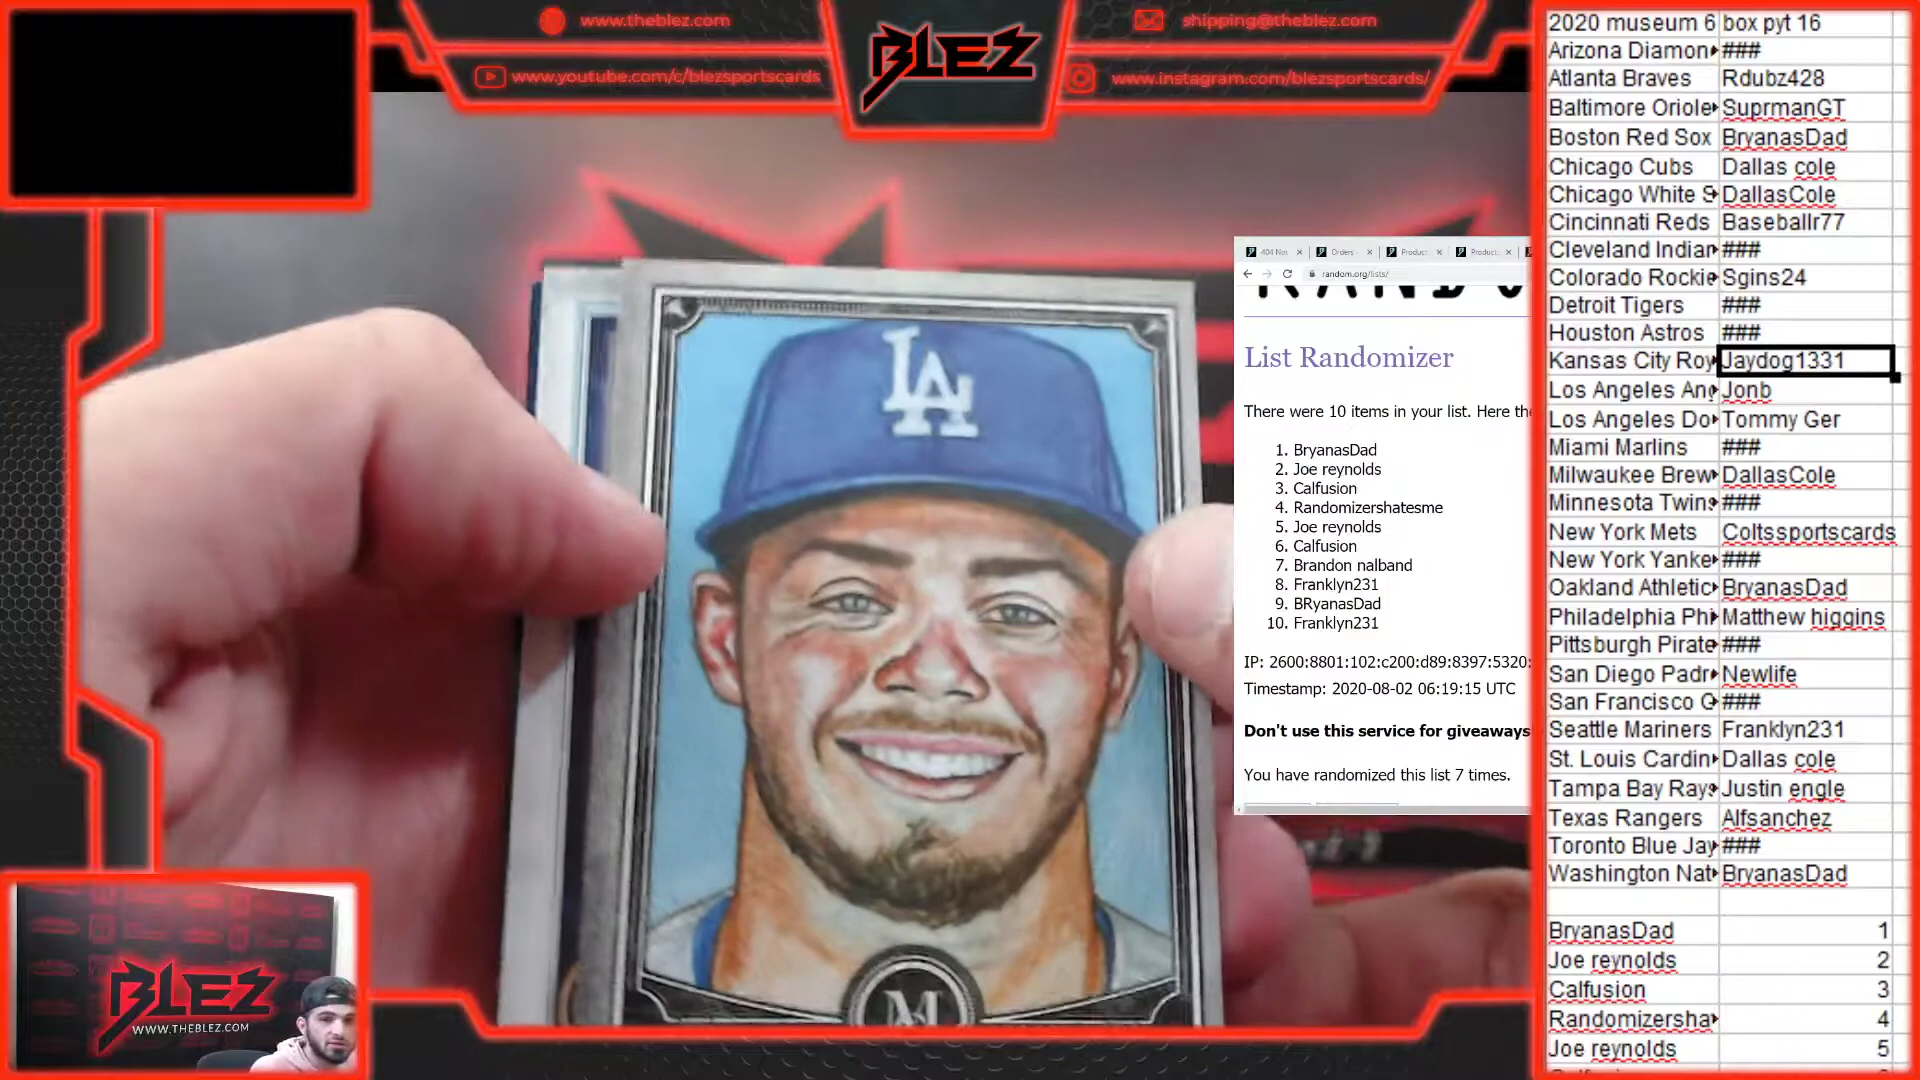 www.theblez.com
www.youtube.com/c/blezsportscards
BLEZ
shipping@theblez.com
www.instagram.com/blezsportscards/
LA
M
404 No
Orders
Product
Product
random.org/lists/
List Randomizer
There were 10 items in your list. Here the
1. BryanasDad
2. Joe reynolds
3. Calfusion
4. Randomizershatesme
5. Joe reynolds
6. Calfusion
7. Brandon nalband
8. Franklyn231
9. BRyanasDad
10. Franklyn231
IP: 2600:8801:102:c200:d89:8397:5320:
Timestamp: 2020-08-02 06:19:15 UTC
Don't use this service for giveaways
You have randomized this list 7 times.
2020 museum 6 box pyt 16
Arizona Diamon ###
Atlanta Braves Rdubz428
Baltimore Oriole SuprmanGT
Boston Red Sox BryanasDad
Chicago Cubs Dallas cole
Chicago White S DallasCole
Cincinnati Reds Baseballr77
Cleveland Indian ###
Colorado Rockie Sgins24
Detroit Tigers ###
Houston Astros ###
Kansas City Roy Jaydog1331
Los Angeles Ang Jonb
Los Angeles Do Tommy Ger
Miami Marlins ###
Milwaukee Brew DallasCole
Minnesota Twins ###
New York Mets Coltssportscards
New York Yanke ###
Oakland Athletic BryanasDad
Philadelphia Phi Matthew higgins
Pittsburgh Pirate ###
San Diego Padr Newlife
San Francisco G ###
Seattle Mariners Franklyn231
St. Louis Cardin Dallas cole
Tampa Bay Rays Justin engle
Texas Rangers Alfsanchez
Toronto Blue Jay ###
Washington Nat BryanasDad
BryanasDad 1
Joe reynolds 2
Calfusion 3
Randomizersha 4
Joe reynolds 5
BLEZ
WWW.THEBLEZ.COM